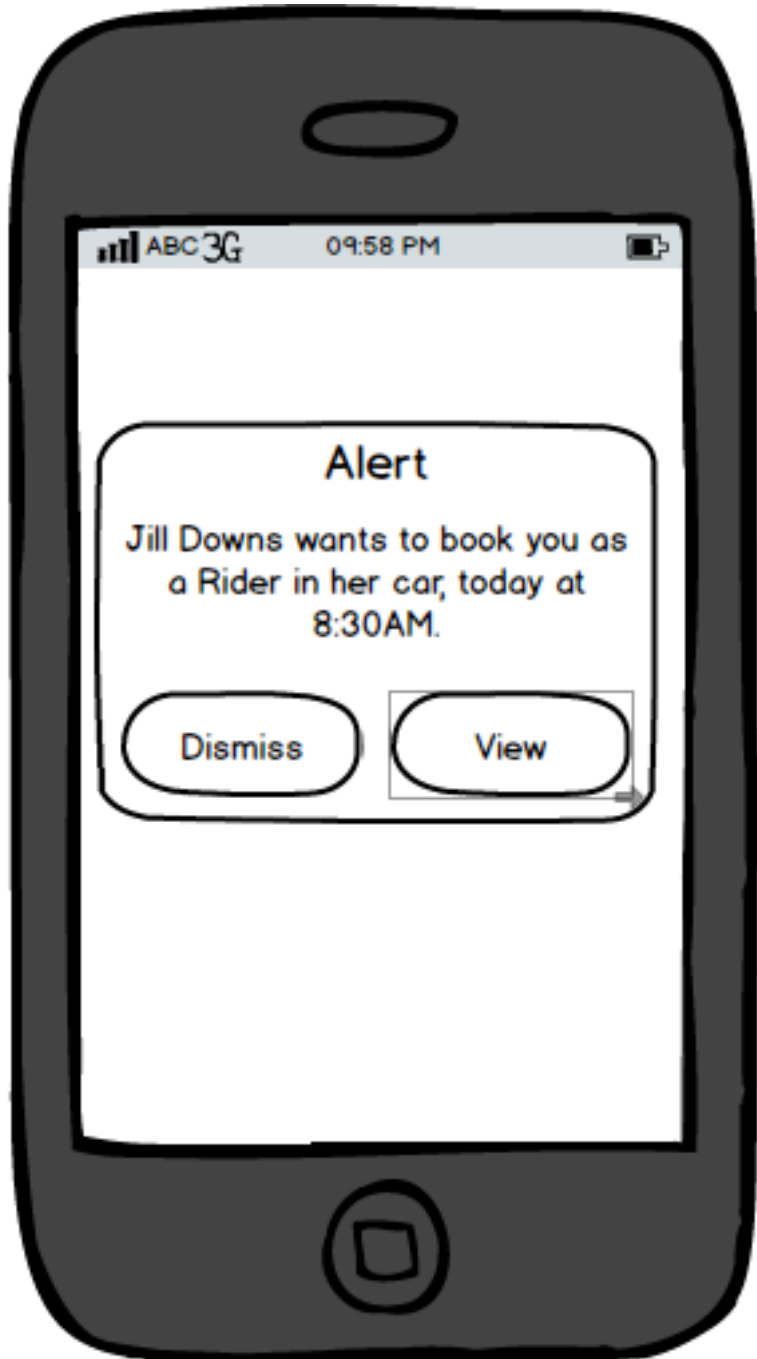 ABC 3G 09:58 PM
Alert
Jill Downs wants to book you as
a Rider in her car, today at
8:30AM.
Dismiss View